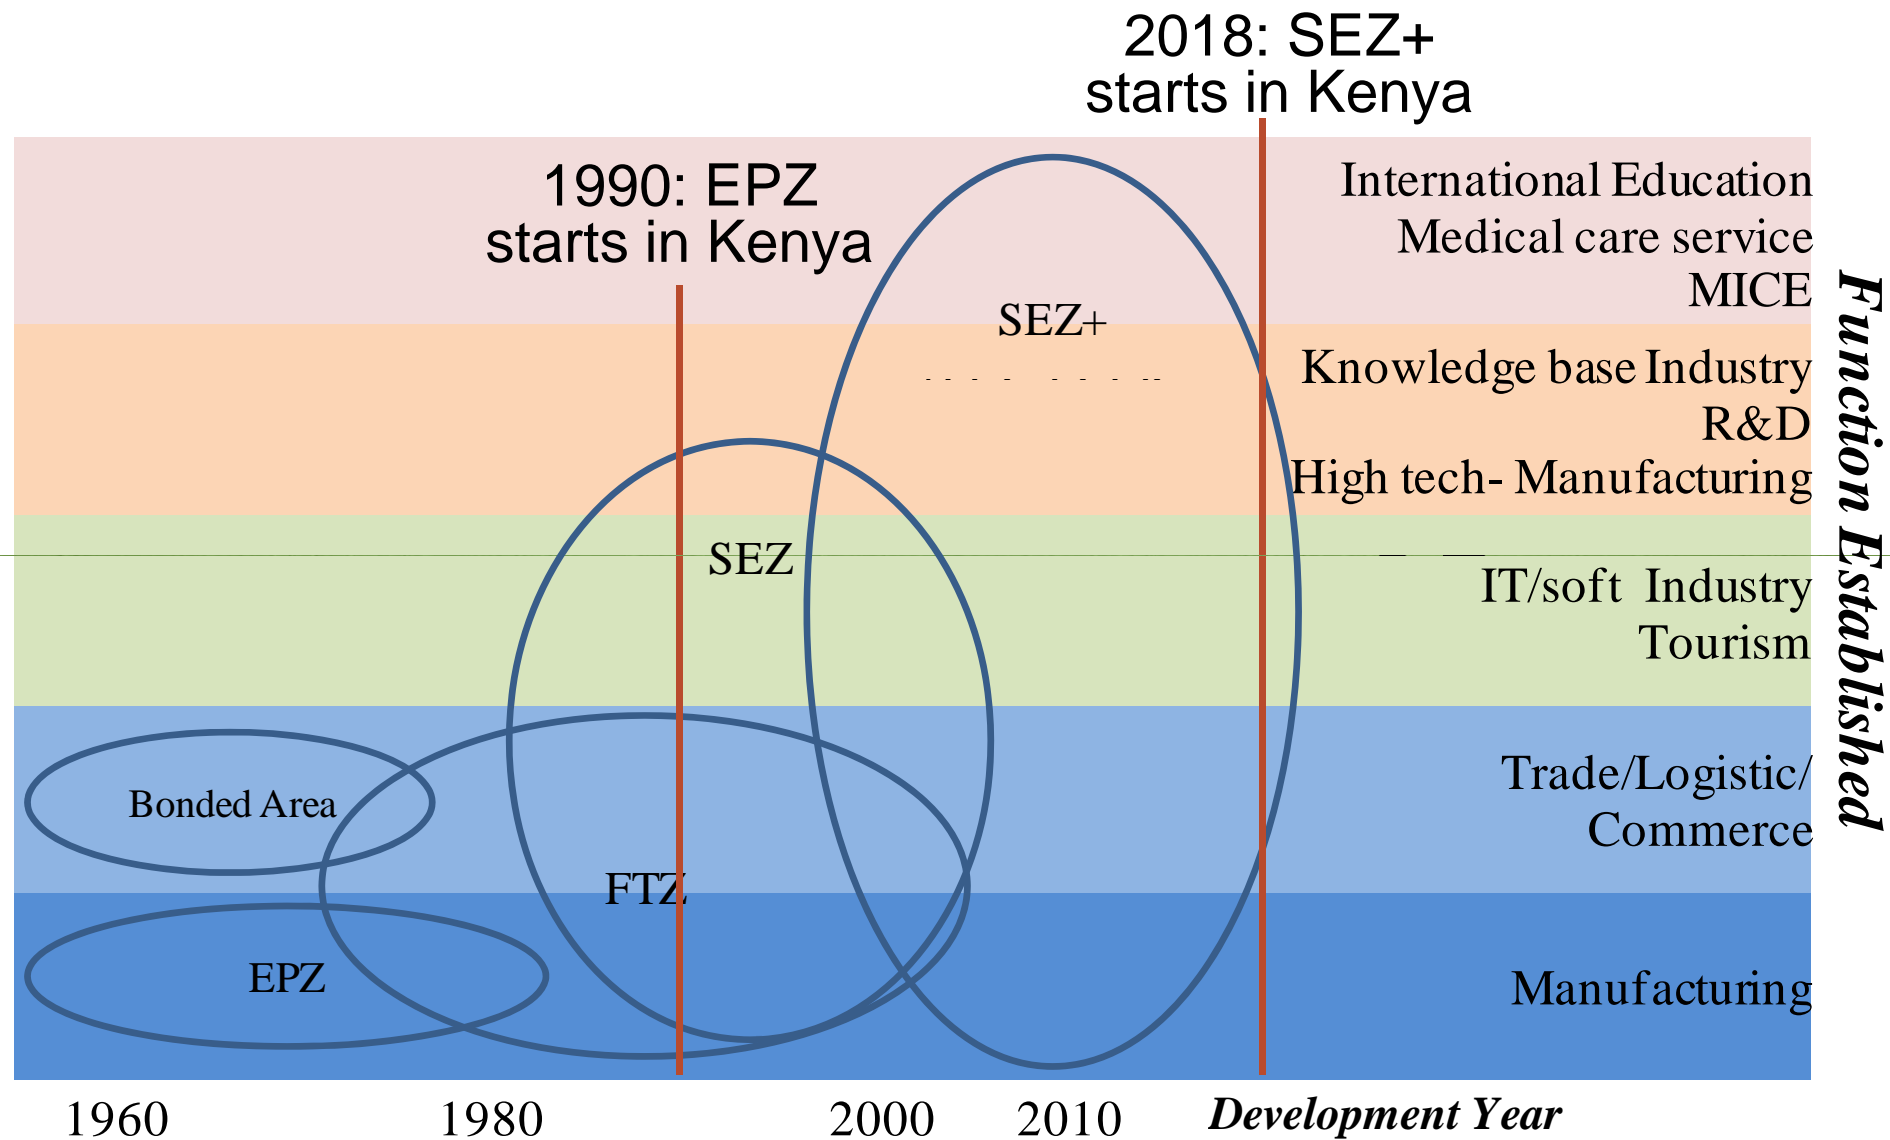 2018: SEZ+
starts in Kenya
1990: EPZ
starts in Kenya
International Education
Medical care service
MICE
SEZ+
Knowledge base Industry
R&D
High tech- Manufacturing
SEZ
IT/soft Industry
Tourism
Bonded Area
Trade/Logistic/
Commerce
FTZ
EPZ
Manufacturing
Function Established
1960
1980
2000
2010
Development Year